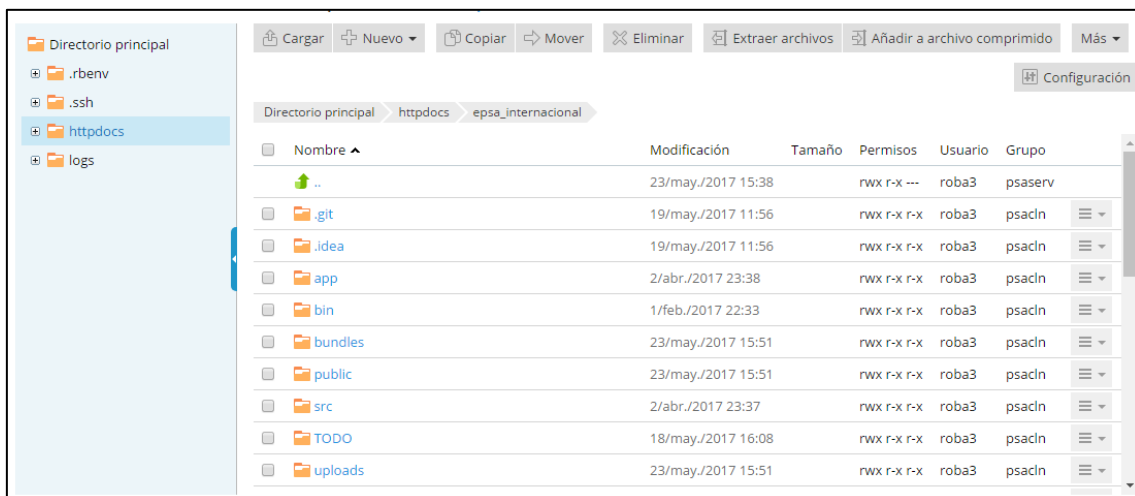 Directorio principal
.rbenv
.ssh
httpdocs
logs
Cargar Nuevo Copiar Mover Eliminar Extraer archivos Añadir a archivo comprimido Más
Configuración
Directorio principal httpdocs epsa_internacional
Nombre Modificación Tamaño Permisos Usuario Grupo
.. 23/may./2017 15:38 rwx r-x --- roba3 psaserv
.git 19/may./2017 11:56 rwx r-x r-x roba3 psacln
.idea 19/may./2017 11:56 rwx r-x r-x roba3 psacln
app 2/abr./2017 23:38 rwx r-x r-x roba3 psacln
bin 1/feb./2017 22:33 rwx r-x r-x roba3 psacln
bundles 23/may./2017 15:51 rwx r-x r-x roba3 psacln
public 23/may./2017 15:51 rwx r-x r-x roba3 psacln
src 2/abr./2017 23:37 rwx r-x r-x roba3 psacln
TODO 18/may./2017 16:08 rwx r-x r-x roba3 psacln
uploads 23/may./2017 15:51 rwx r-x r-x roba3 psacln